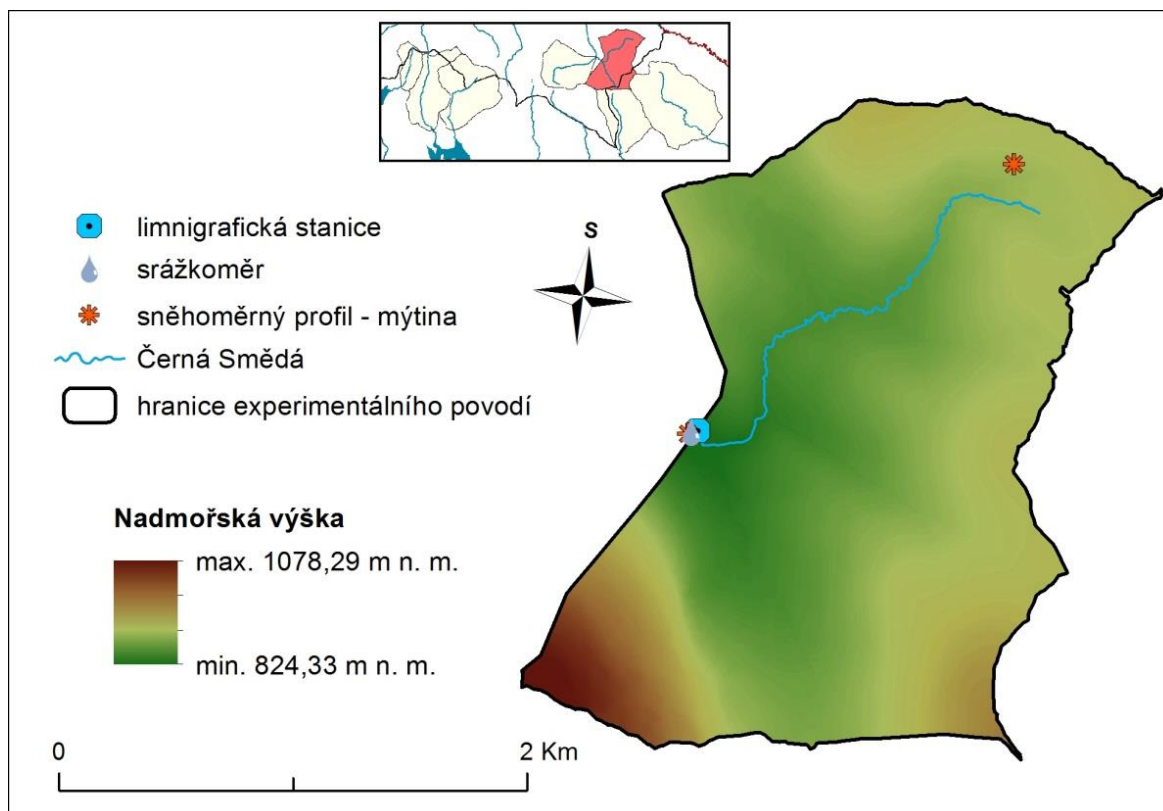 limnigrafická stanice
srážkoměr
sněhoměrný profil - mýtina
Černá Smědá
hranice experimentálního povodí
S
Nadmořská výška
max. 1078,29 m n. m.
min. 824,33 m n. m.
0
2 Km